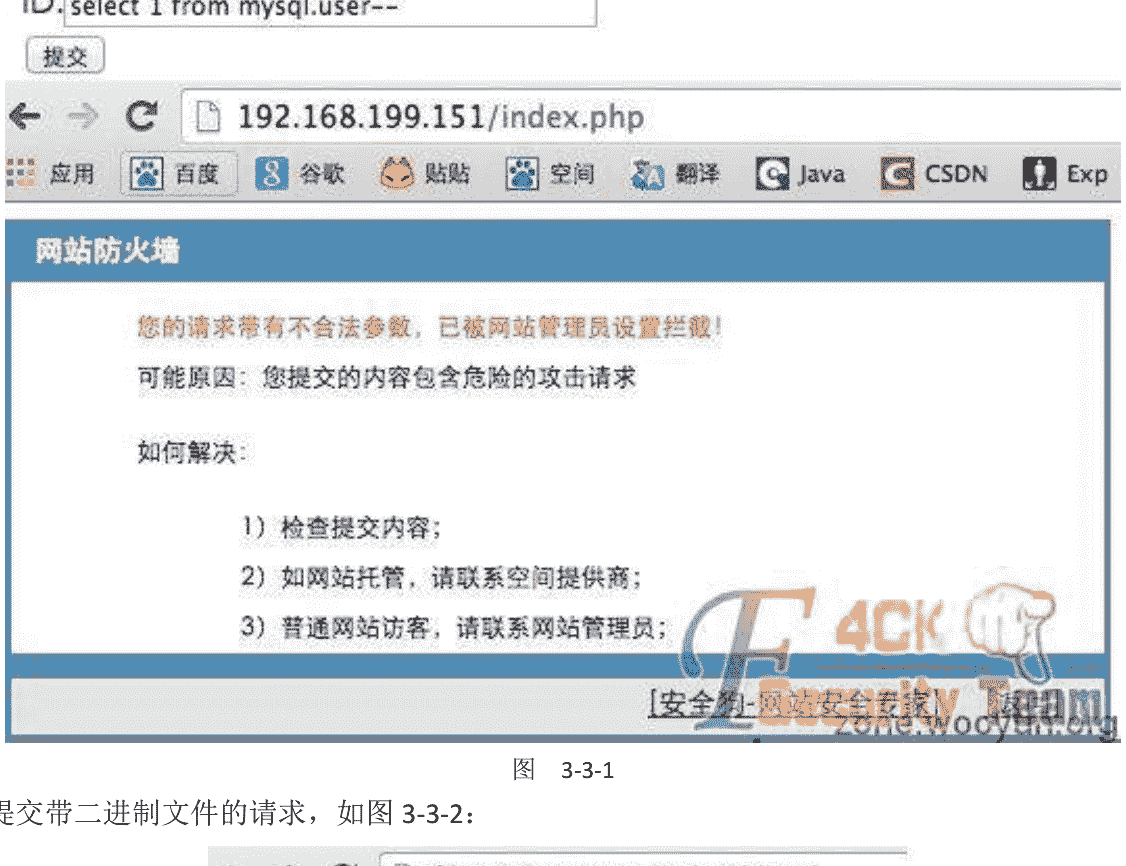 ID: select 1 from mysql.user--
提交
192.168.199.151/index.php
应用 百度 谷歌 贴贴 空间 翻译 Java CSDN Exp
网站防火墙
您的请求带有不合法参数，已被网站管理员设置拦截！
可能原因：您提交的内容包含危险的攻击请求
如何解决：
1）检查提交内容；
2）如网站托管，请联系空间提供商；
3）普通网站访客，请联系网站管理员；
F4CK
Security Team
[安全狗-网站安全专家]
zone.wooyun.org
图 3-3-1
提交带二进制文件的请求，如图 3-3-2：